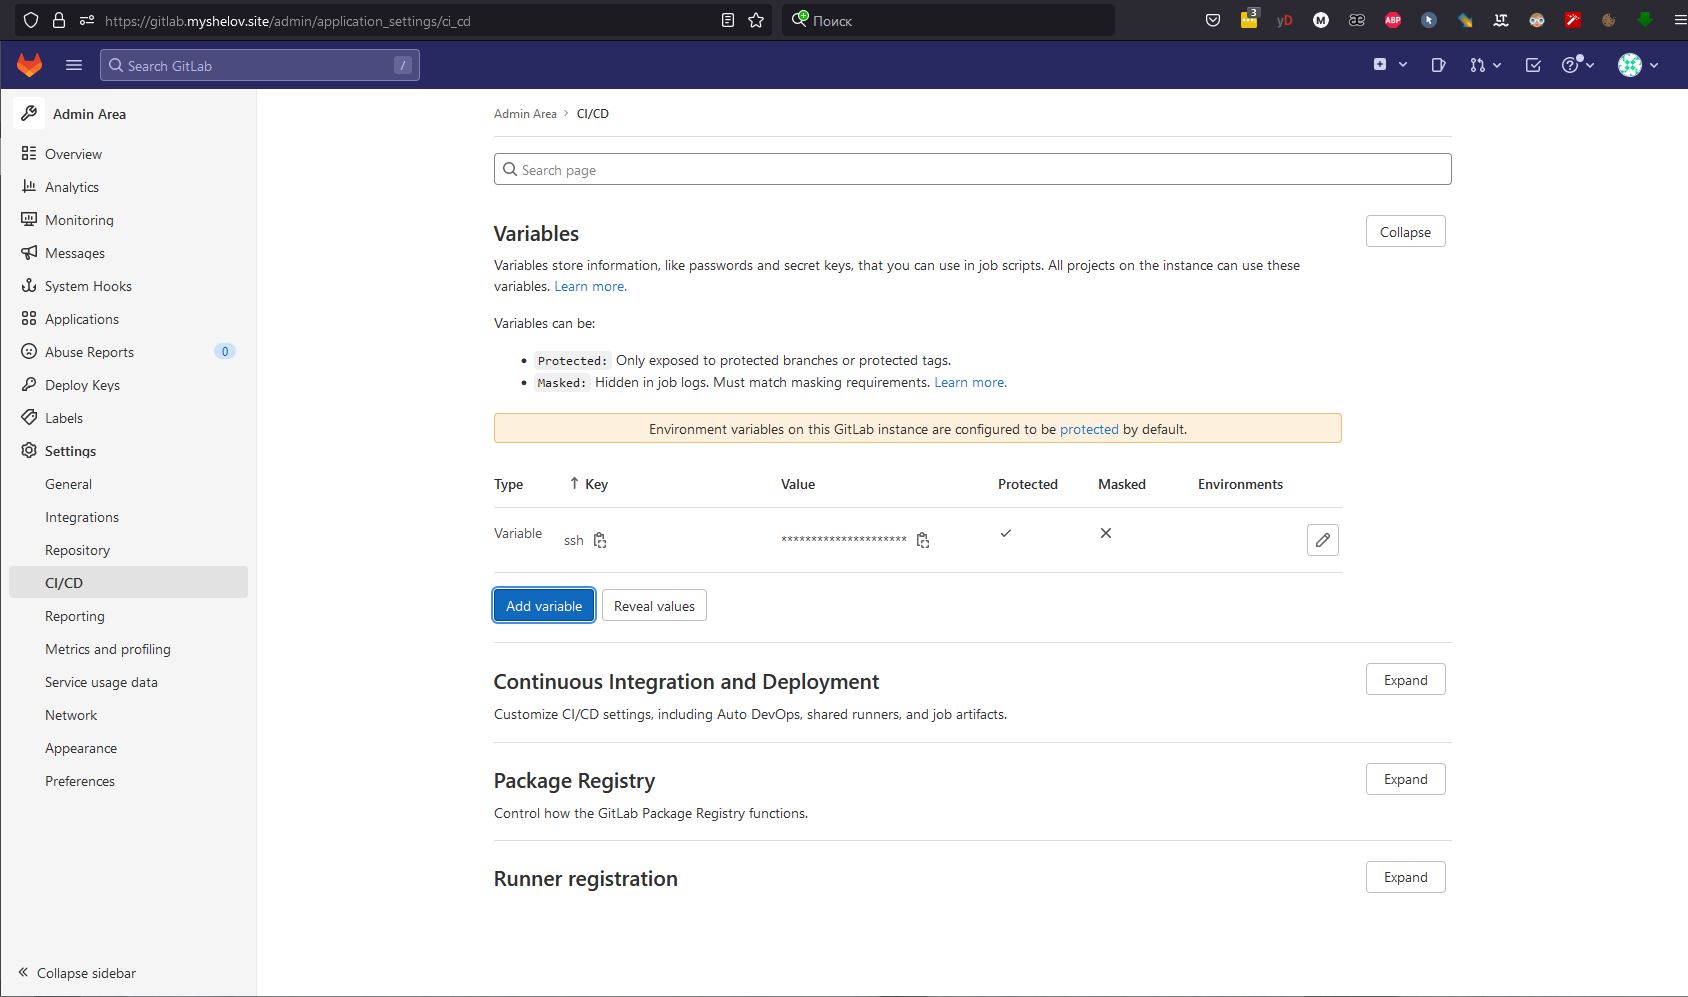 https://gitlab.myshelov.site/admin/application_settings/ci_cd
Поиск
3
yD
M
æ
ABP
Search GitLab
/
Admin Area
Overview
Analytics
Monitoring
Messages
System Hooks
Applications
Abuse Reports 0
Deploy Keys
Labels
Settings
General
Integrations
Repository
CI/CD
Reporting
Metrics and profiling
Service usage data
Network
Appearance
Preferences
Collapse sidebar
Admin Area > CI/CD
Search page
Variables
Collapse
Variables store information, like passwords and secret keys, that you can use in job scripts. All projects on the instance can use these
variables. Learn more.
Variables can be:
• Protected: Only exposed to protected branches or protected tags.
• Masked: Hidden in job logs. Must match masking requirements. Learn more.
Environment variables on this GitLab instance are configured to be protected by default.
Type ↑ Key Value Protected Masked Environments
Variable ssh *********************
Add variable Reveal values
Continuous Integration and Deployment
Expand
Customize CI/CD settings, including Auto DevOps, shared runners, and job artifacts.
Package Registry
Expand
Control how the GitLab Package Registry functions.
Runner registration
Expand